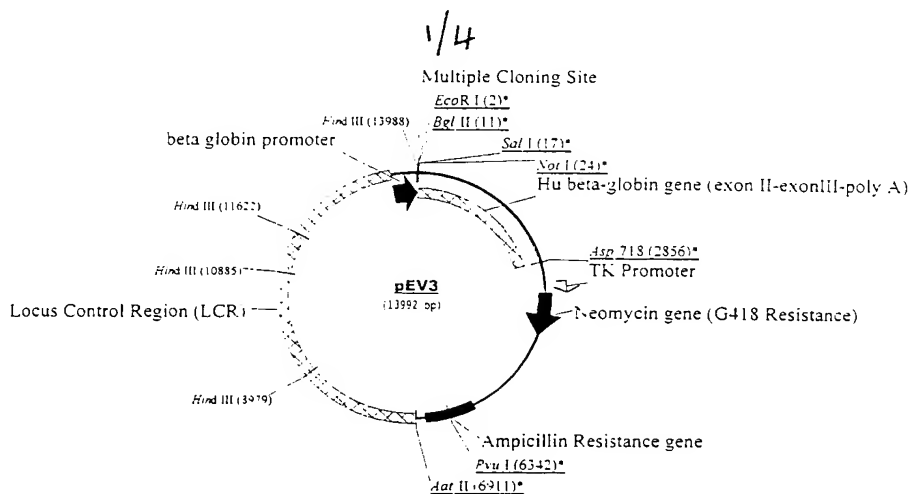 1/4
Multiple Cloning Site
EcoR I (2)*
Hind III (13988)
Bgl II (11)*
beta globin promoter
Sal I (17)*
Not I (24)*
Hu beta-globin gene (exon II-exonIII-poly A)
Hind III (11622)
Asp 718 (2856)*
TK Promoter
Hind III (10885)
pEV3
(13992 bp)
Locus Control Region (LCR)
Neomycin gene (G418 Resistance)
Hind III
Ampicillin Resistance gene
Pvu I (6342)*
Aat II (6911)*